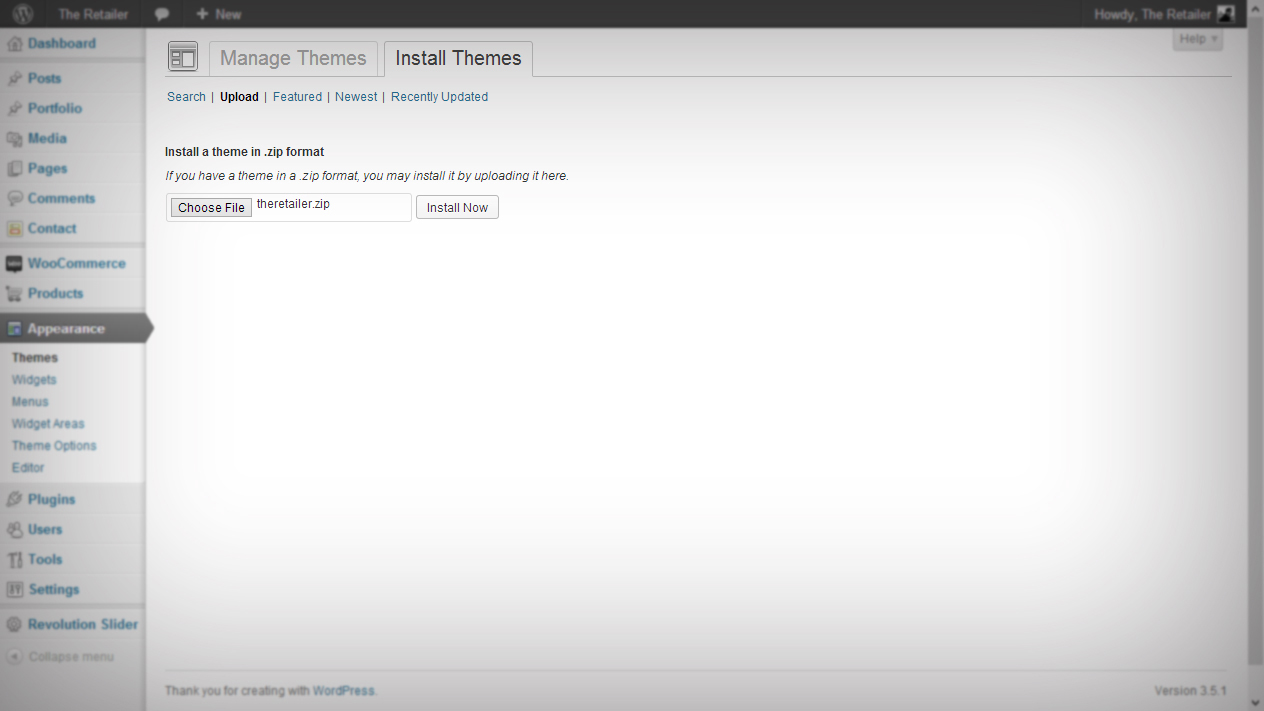 The Retailer
New
Howdy, The Retailer
Help
Dashboard
Posts
Portfolio
Media
Pages
Comments
Contact
WooCommerce
Products
Appearance
Themes
Widgets
Menus
Widget Areas
Theme Options
Editor
Plugins
Users
Tools
Settings
Revolution Slider
Collapse menu
Manage Themes
Install Themes
Search | Upload | Featured | Newest | Recently Updated
Install a theme in .zip format
If you have a theme in a .zip format, you may install it by uploading it here.
Choose File theretailer.zip Install Now
Thank you for creating with WordPress.
Version 3.5.1